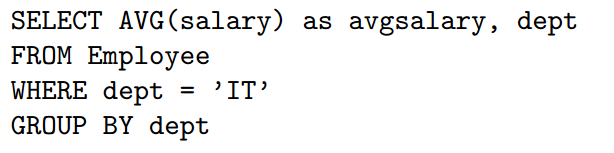 SELECT AVG(salary) as avgsalary, dept
FROM Employee
WHERE dept = ’IT’
GROUP BY dept